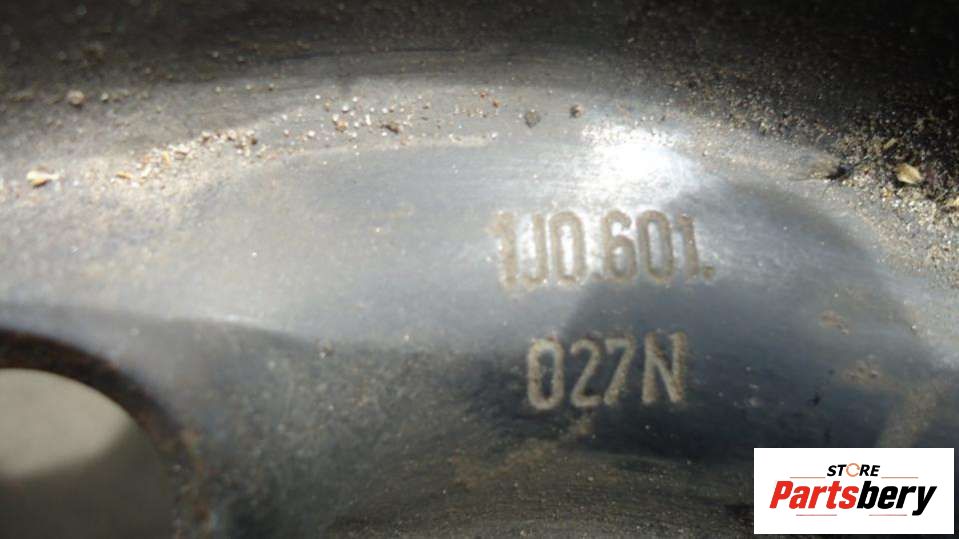 1J0.601.
027N
STORE
Partsbery